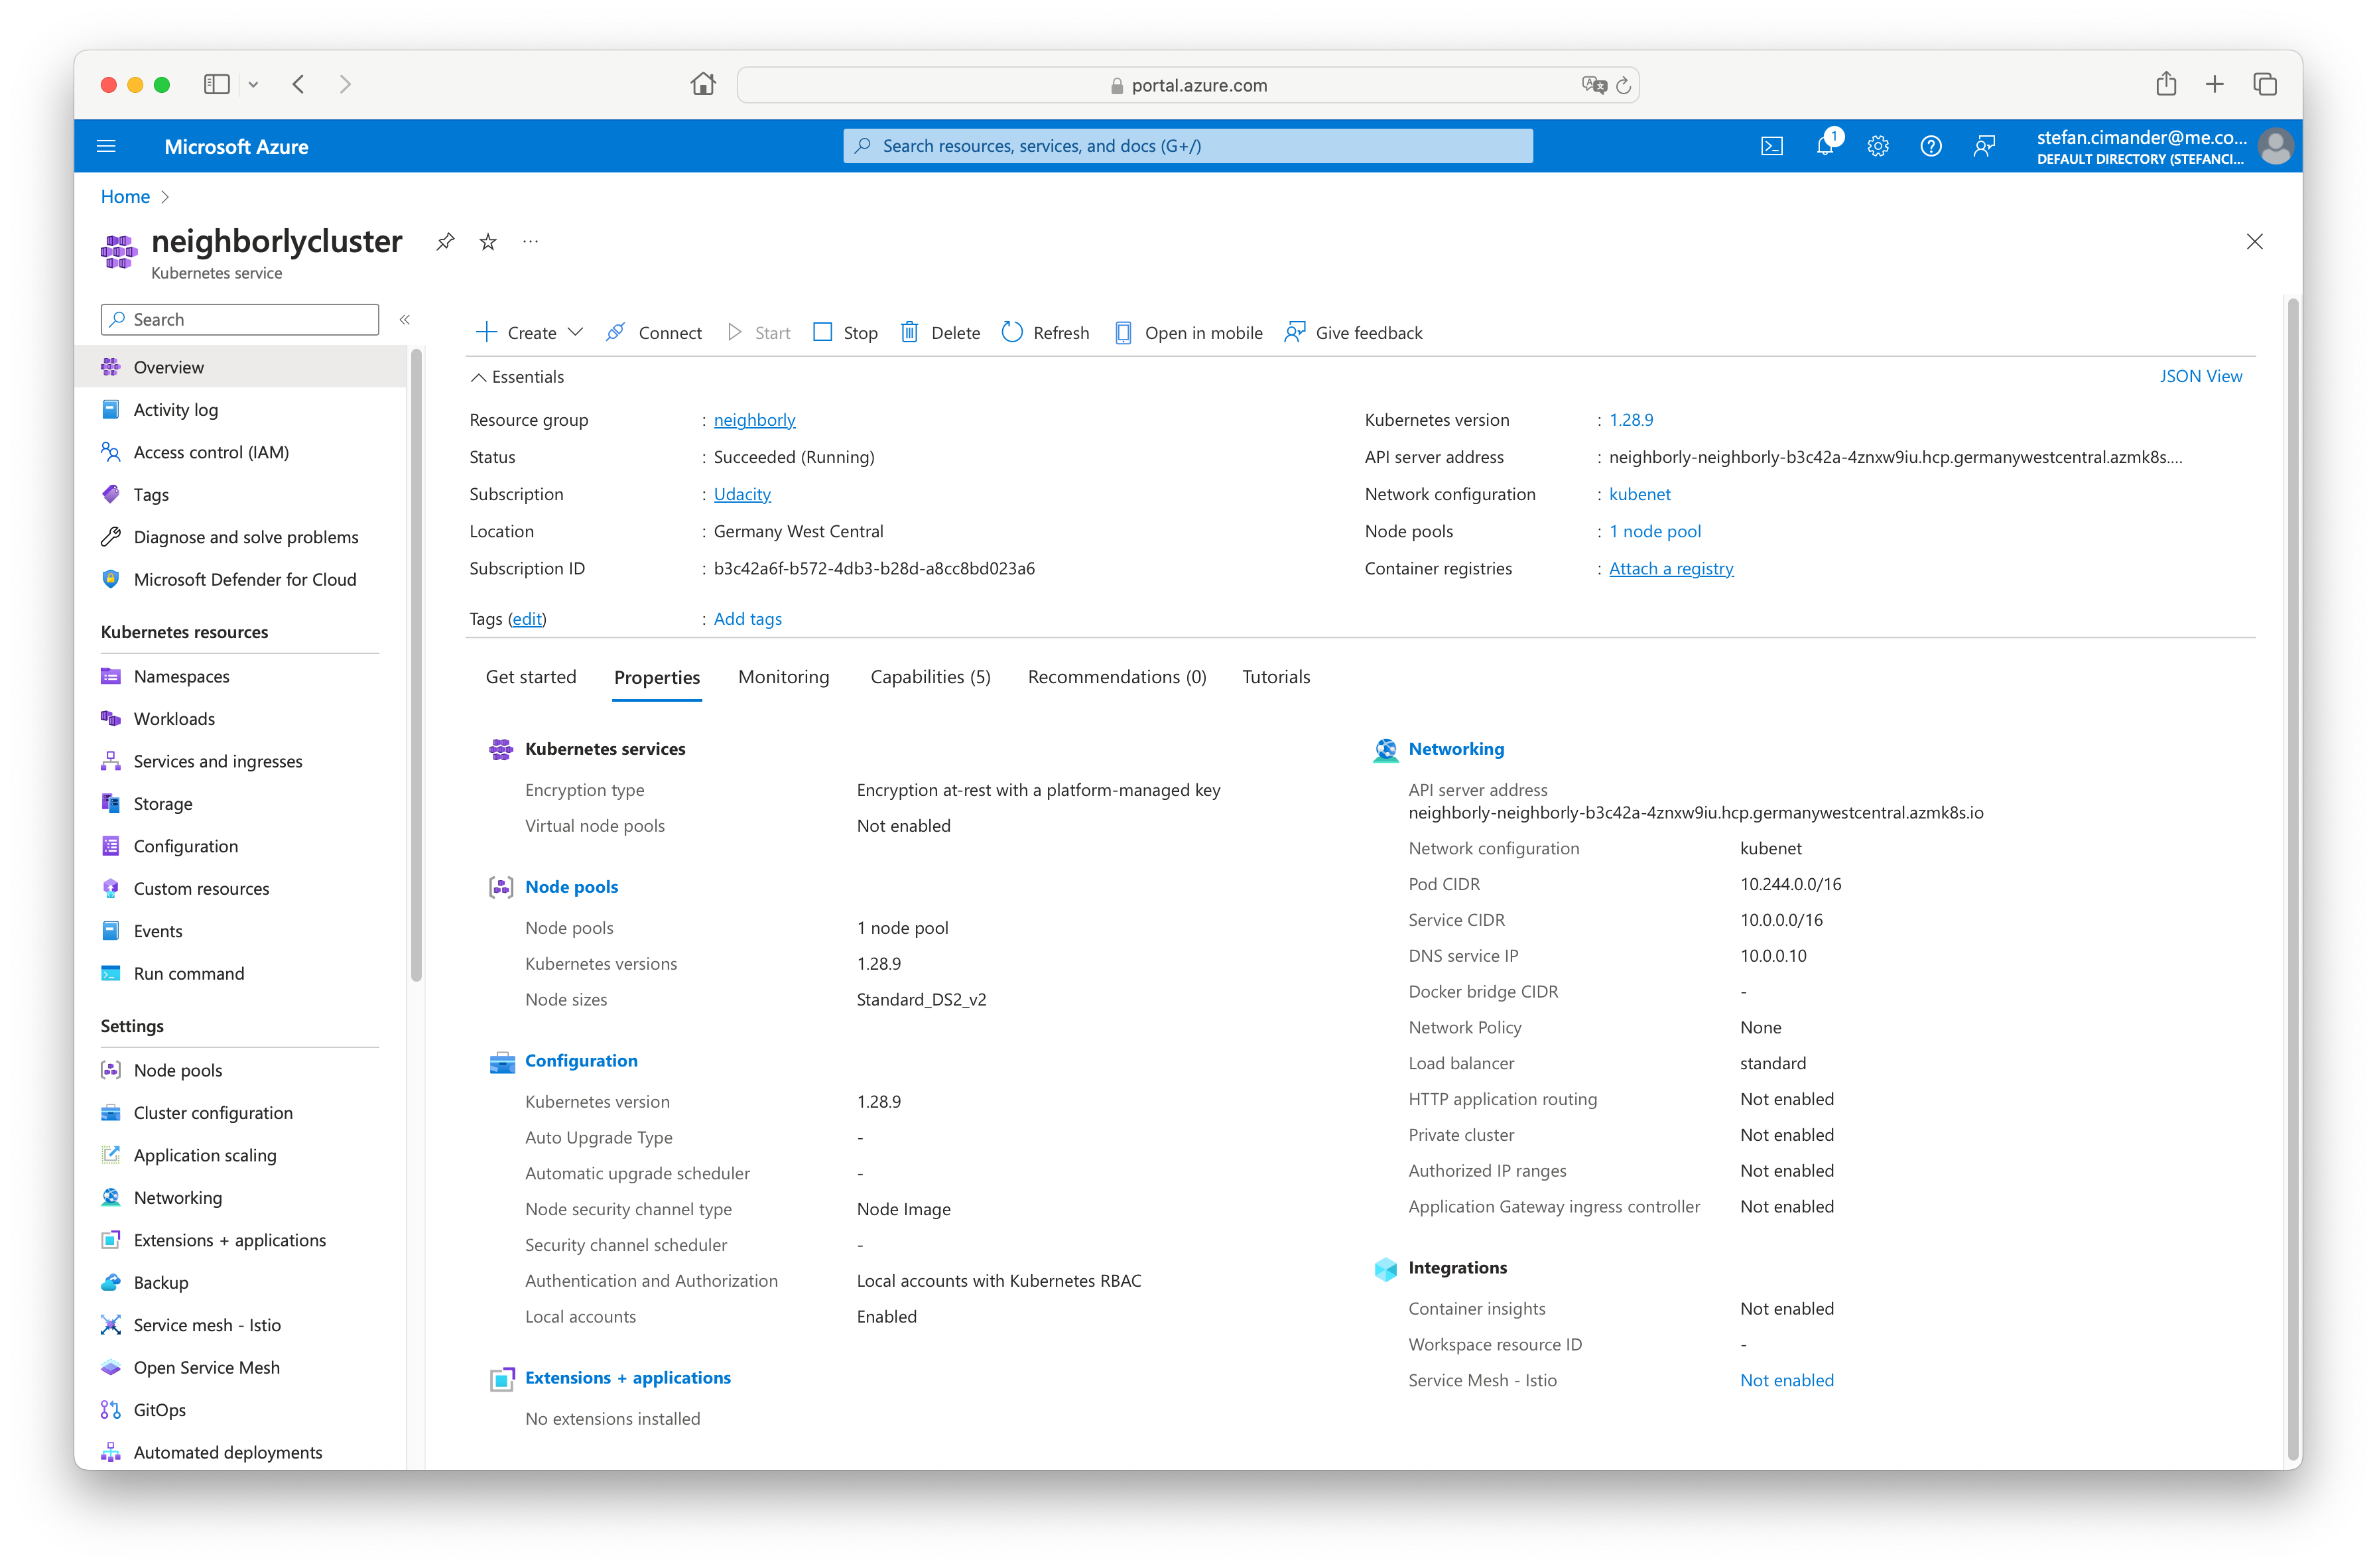 portal.azure.com
Microsoft Azure
Search resources, services, and docs (G+/)
1
stefan.cimander@me.co...
DEFAULT DIRECTORY (STEFANCI...
Home
neighborlycluster
Kubernetes service
Search
Overview
Activity log
Access control (IAM)
Tags
Diagnose and solve problems
Microsoft Defender for Cloud
Kubernetes resources
Namespaces
Workloads
Services and ingresses
Storage
Configuration
Custom resources
Events
Run command
Settings
Node pools
Cluster configuration
Application scaling
Networking
Extensions + applications
Backup
Service mesh - Istio
Open Service Mesh
GitOps
Automated deployments
Create Connect Start Stop Delete Refresh Open in mobile Give feedback
Essentials
JSON View
Resource group : neighborly
Status : Succeeded (Running)
Subscription : Udacity
Location : Germany West Central
Subscription ID : b3c42a6f-b572-4db3-b28d-a8cc8bd023a6
Tags (edit) : Add tags
Kubernetes version : 1.28.9
API server address : neighborly-neighborly-b3c42a-4znxw9iu.hcp.germanywestcentral.azmk8s....
Network configuration : kubenet
Node pools : 1 node pool
Container registries : Attach a registry
Get started Properties Monitoring Capabilities (5) Recommendations (0) Tutorials
Kubernetes services
Encryption type Encryption at-rest with a platform-managed key
Virtual node pools Not enabled
Node pools
Node pools 1 node pool
Kubernetes versions 1.28.9
Node sizes Standard_DS2_v2
Configuration
Kubernetes version 1.28.9
Auto Upgrade Type -
Automatic upgrade scheduler -
Node security channel type Node Image
Security channel scheduler -
Authentication and Authorization Local accounts with Kubernetes RBAC
Local accounts Enabled
Extensions + applications
No extensions installed
Networking
API server address
neighborly-neighborly-b3c42a-4znxw9iu.hcp.germanywestcentral.azmk8s.io
Network configuration kubenet
Pod CIDR 10.244.0.0/16
Service CIDR 10.0.0.0/16
DNS service IP 10.0.0.10
Docker bridge CIDR -
Network Policy None
Load balancer standard
HTTP application routing Not enabled
Private cluster Not enabled
Authorized IP ranges Not enabled
Application Gateway ingress controller Not enabled
Integrations
Container insights Not enabled
Workspace resource ID -
Service Mesh - Istio Not enabled